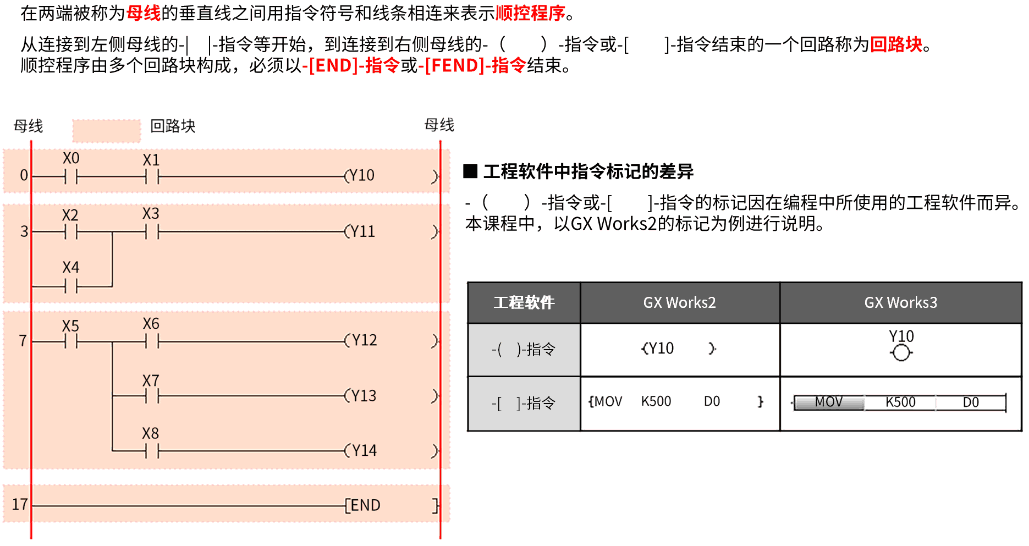 在两端被称为母线的垂直线之间用指令符号和线条相连来表示顺控程序。
从连接到左侧母线的-|　|-指令等开始，到连接到右侧母线的-（　　）-指令或-[　　]-指令结束的一个回路称为回路块。
顺控程序由多个回路块构成，必须以-[END]-指令或-[FEND]-指令结束。
母线 回路块 母线
X0 X1
0 (Y10 )
X2 X3
3 (Y11 )
X4
X5 X6
7 (Y12 )
X7
(Y13 )
X8
(Y14 )
17 [END ]
■ 工程软件中指令标记的差异
-（　　）-指令或-[　　]-指令的标记因在编程中所使用的工程软件而异。
本课程中，以GX Works2的标记为例进行说明。
工程软件 GX Works2 GX Works3
-(　)-指令 (Y10 ) Y10
-[　]-指令 [MOV K500 D0 ] MOV K500 D0